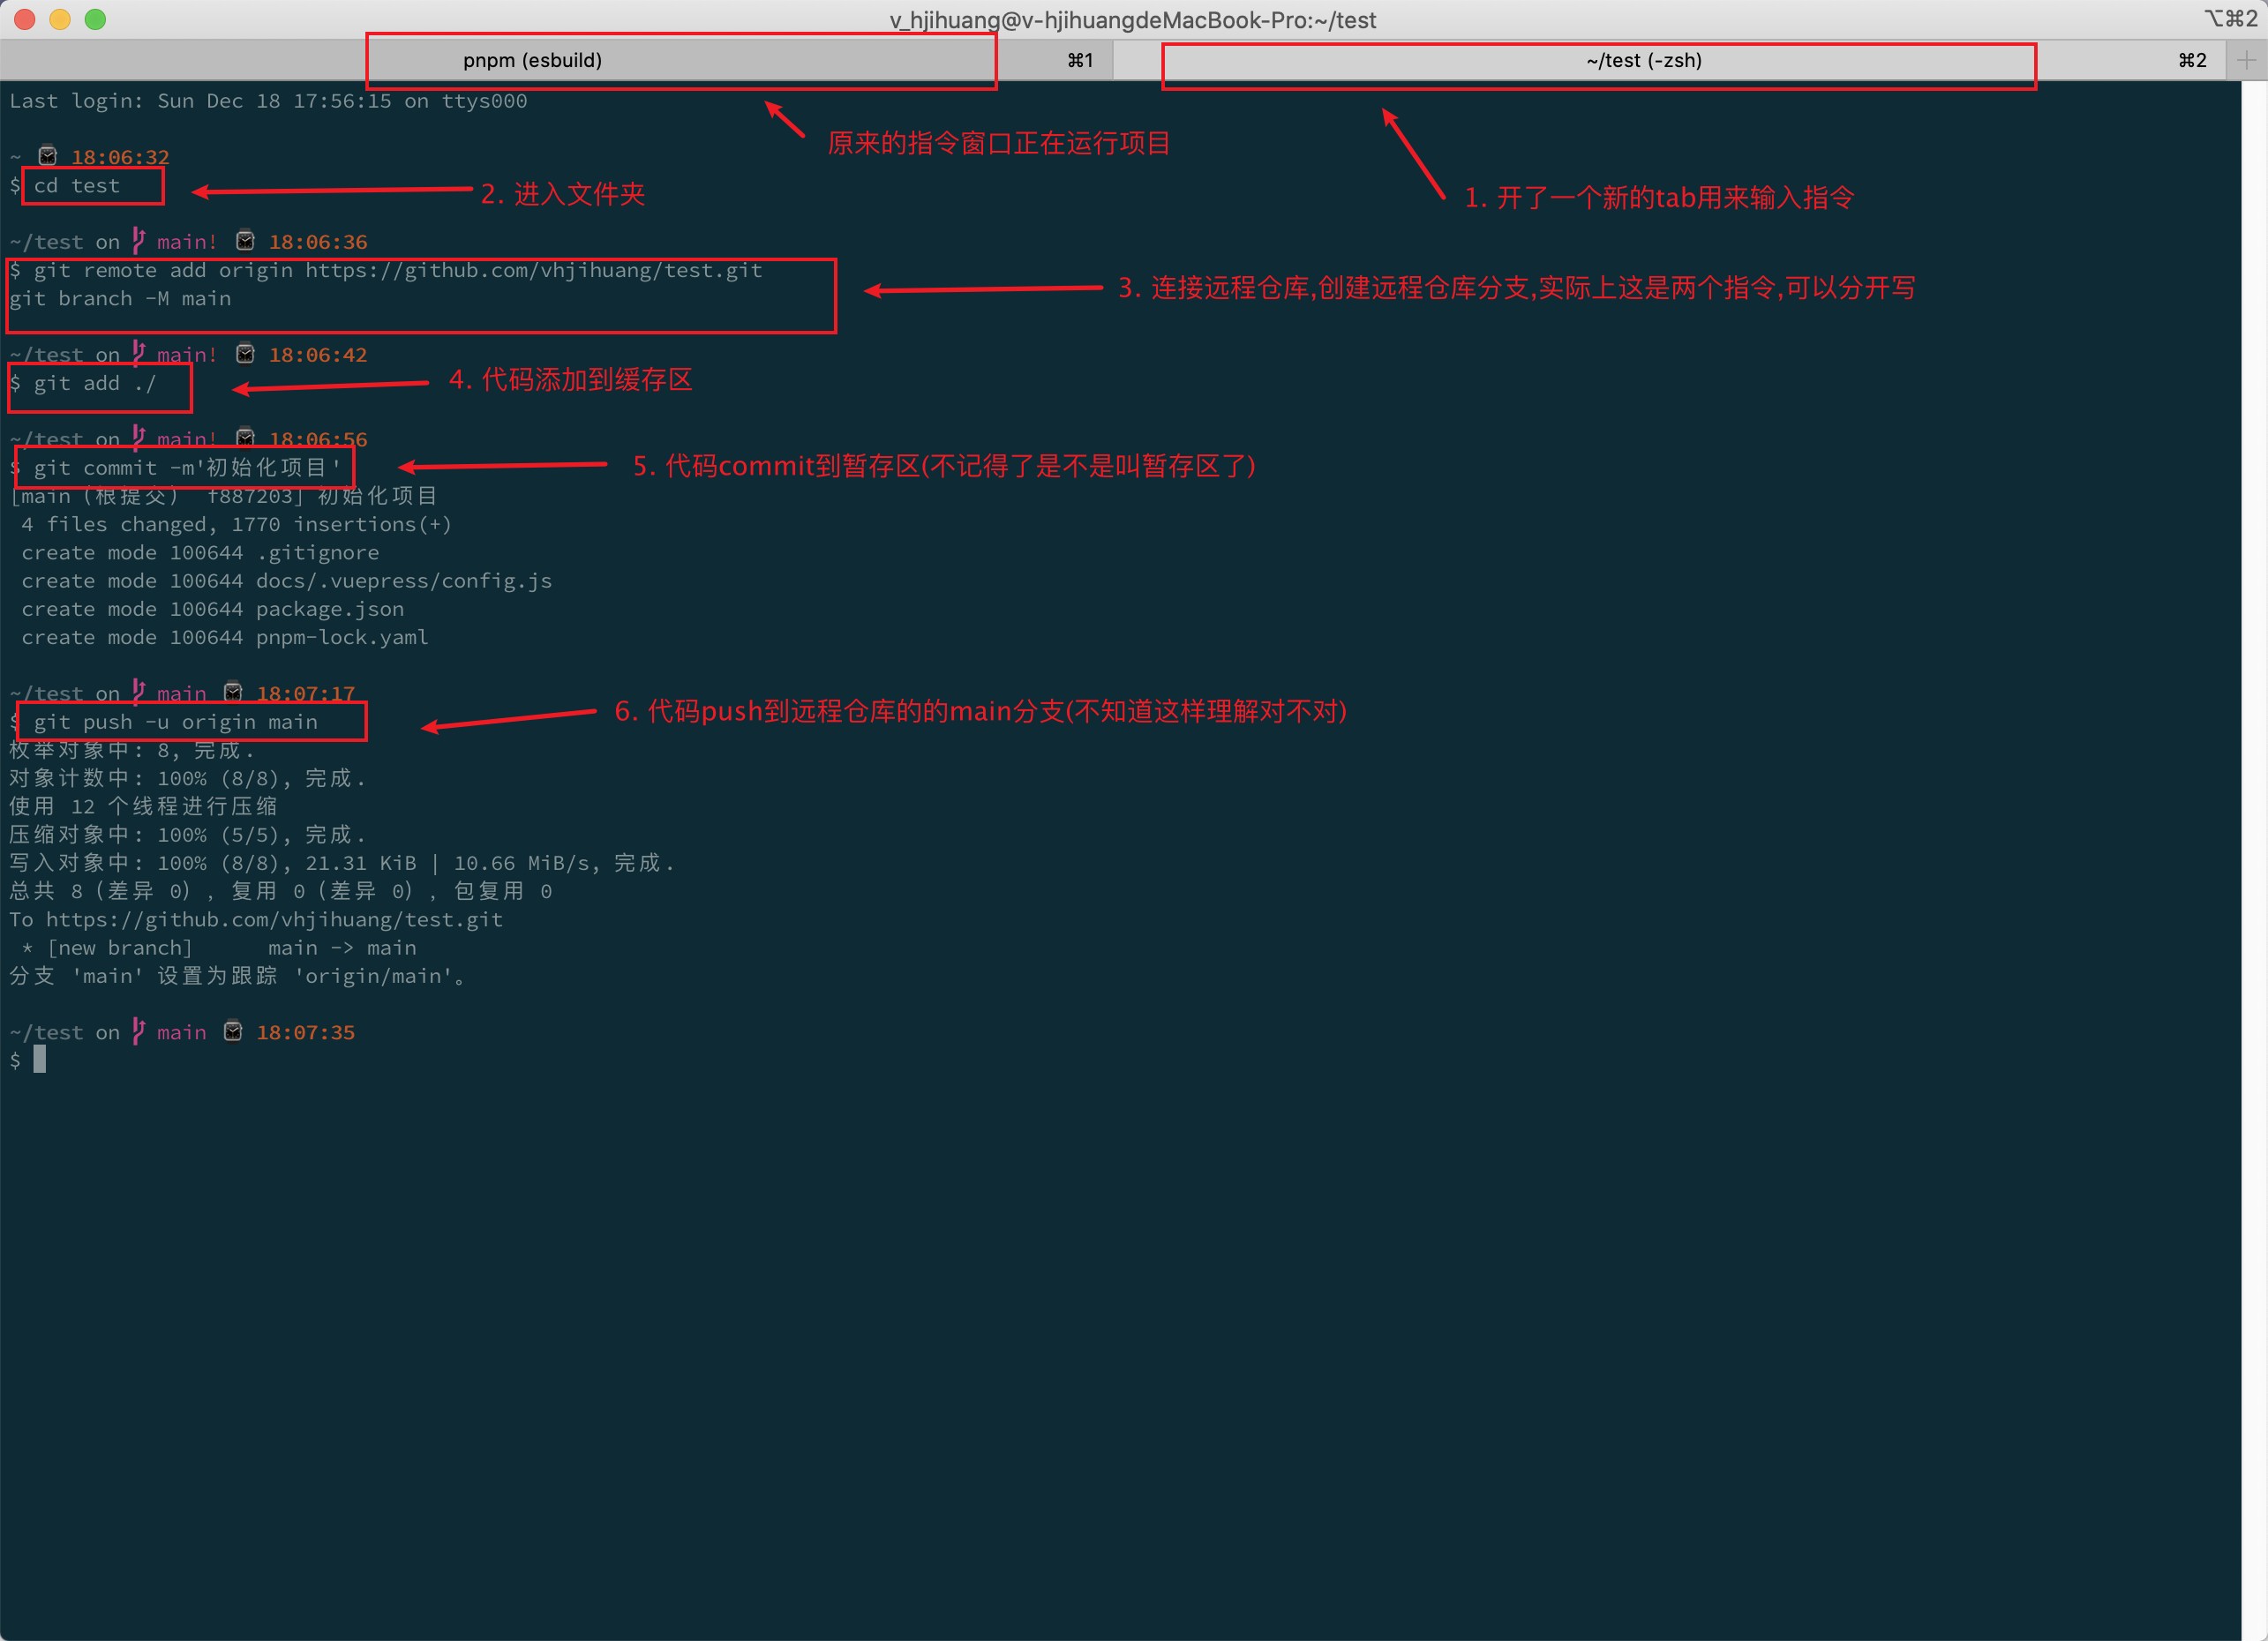 v_hjihuang@v-hjihuangdeMacBook-Pro:~/test
⌥⌘2
pnpm (esbuild)
⌘1
~/test (-zsh)
⌘2
Last login: Sun Dec 18 17:56:15 on ttys000
原来的指令窗口正在运行项目
~ 18:06:32
$ cd test
2. 进入文件夹
1. 开了一个新的tab用来输入指令
~/test on main! 18:06:36
$ git remote add origin https://github.com/vhjihuang/test.git
git branch -M main
3. 连接远程仓库,创建远程仓库分支,实际上这是两个指令,可以分开写
~/test on main! 18:06:42
$ git add ./
4. 代码添加到缓存区
~/test on main! 18:06:56
$ git commit -m'初始化项目'
5. 代码commit到暂存区(不记得了是不是叫暂存区了)
[main（根提交） f887203] 初始化项目
4 files changed, 1770 insertions(+)
create mode 100644 .gitignore
create mode 100644 docs/.vuepress/config.js
create mode 100644 package.json
create mode 100644 pnpm-lock.yaml
~/test on main 18:07:17
$ git push -u origin main
6. 代码push到远程仓库的的main分支(不知道这样理解对不对)
枚举对象中: 8, 完成.
对象计数中: 100% (8/8), 完成.
使用 12 个线程进行压缩
压缩对象中: 100% (5/5), 完成.
写入对象中: 100% (8/8), 21.31 KiB | 10.66 MiB/s, 完成.
总共 8（差异 0），复用 0（差异 0），包复用 0
To https://github.com/vhjihuang/test.git
* [new branch] main -> main
分支 'main' 设置为跟踪 'origin/main'。
~/test on main 18:07:35
$